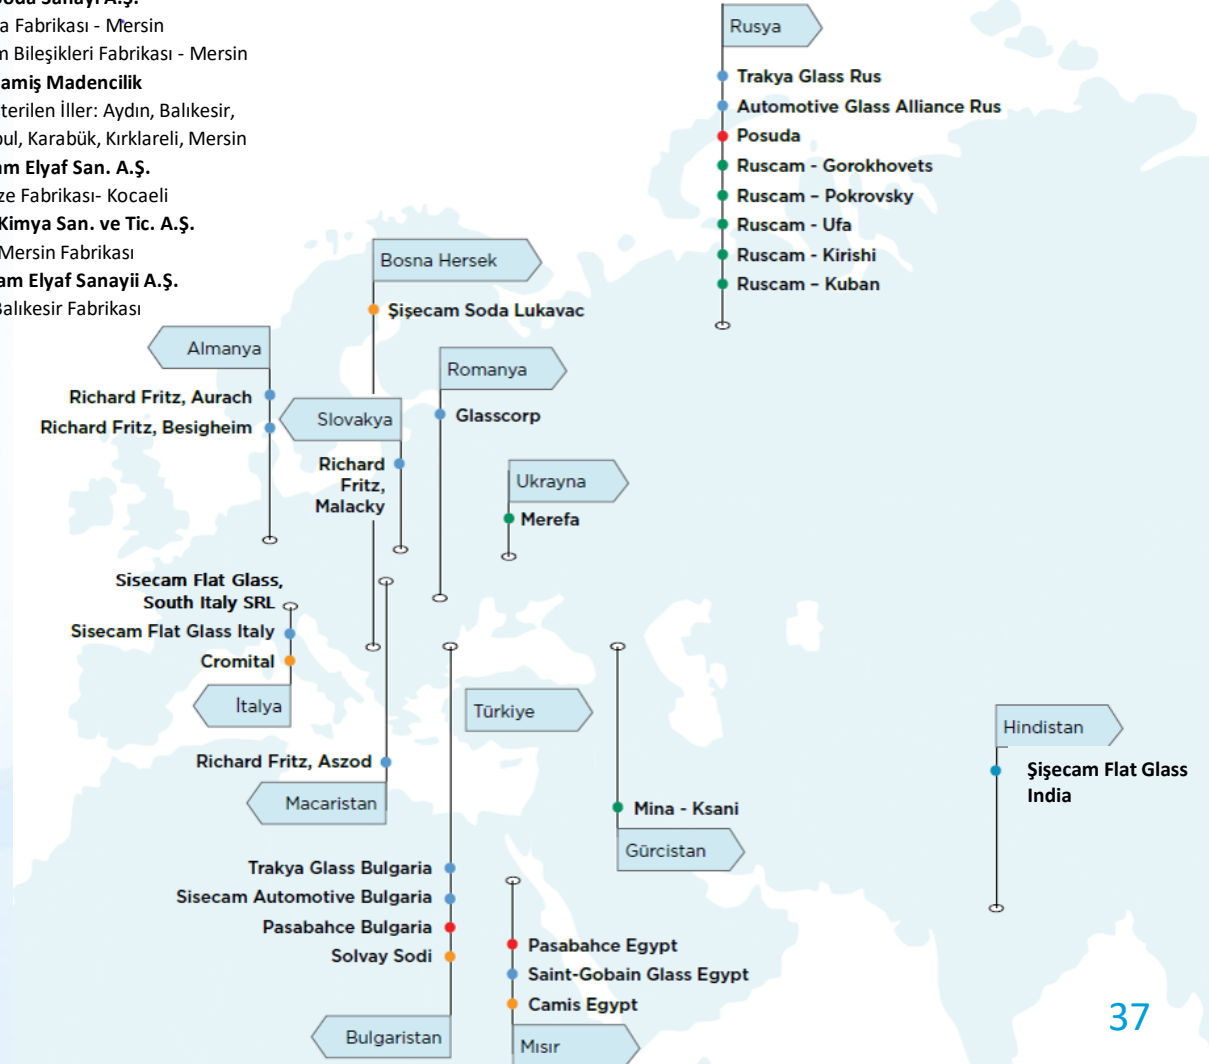 Soda Sanayi A.Ş.
a Fabrikası - Mersin
m Bileşikleri Fabrikası - Mersin
amiş Madencilik
terilen İller: Aydın, Balıkesir,
bul, Karabük, Kırklareli, Mersin
am Elyaf San. A.Ş.
ze Fabrikası- Kocaeli
Kimya San. ve Tic. A.Ş.
Mersin Fabrikası
am Elyaf Sanayii A.Ş.
Balıkesir Fabrikası
Rusya
Trakya Glass Rus
Automotive Glass Alliance Rus
Posuda
Ruscam - Gorokhovets
Ruscam – Pokrovsky
Ruscam - Ufa
Ruscam - Kirishi
Ruscam – Kuban
Bosna Hersek
Şişecam Soda Lukavac
Almanya
Richard Fritz, Aurach
Richard Fritz, Besigheim
Romanya
Glasscorp
Slovakya
Richard
Fritz,
Malacky
Ukrayna
Merefa
Sisecam Flat Glass,
South Italy SRL
Sisecam Flat Glass Italy
Cromital
İtalya
Türkiye
Richard Fritz, Aszod
Macaristan
Hindistan
Şişecam Flat Glass
India
Mina - Ksani
Gürcistan
Trakya Glass Bulgaria
Sisecam Automotive Bulgaria
Pasabahce Bulgaria
Solvay Sodi
Bulgaristan
Pasabahce Egypt
Saint-Gobain Glass Egypt
Camis Egypt
Mısır
37